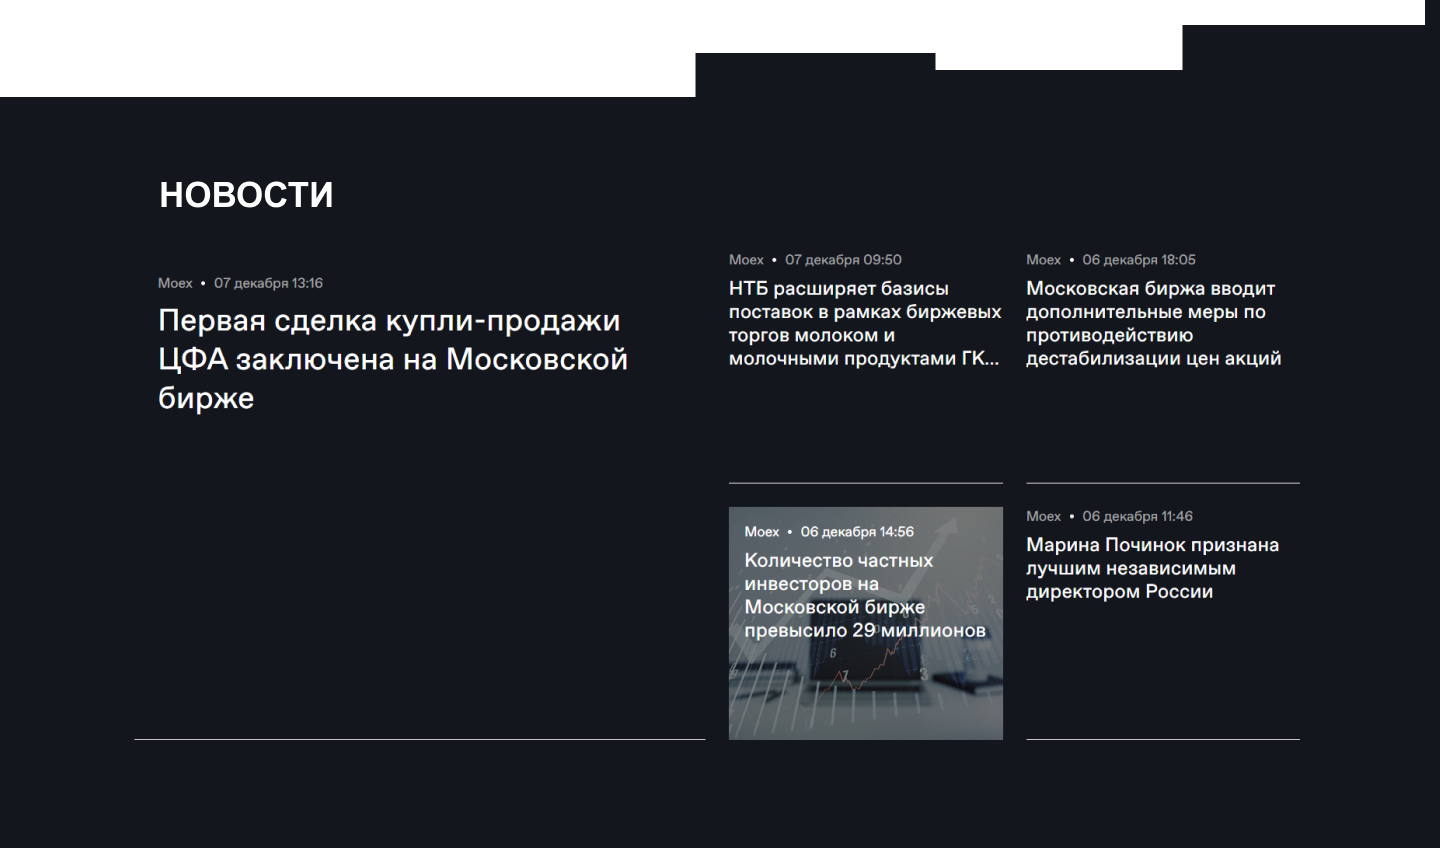 НОВОСТИ
Moex • 07 декабря 13:16
Первая сделка купли-продажи
ЦФА заключена на Московской
бирже
Moex • 07 декабря 09:50
НТБ расширяет базисы
поставок в рамках биржевых
торгов молоком и
молочными продуктами ГК...
Moex • 06 декабря 18:05
Московская биржа вводит
дополнительные меры по
противодействию
дестабилизации цен акций
Moex • 06 декабря 14:56
Количество частных
инвесторов на
Московской бирже
превысило 29 миллионов
Moex • 06 декабря 11:46
Марина Починок признана
лучшим независимым
директором России